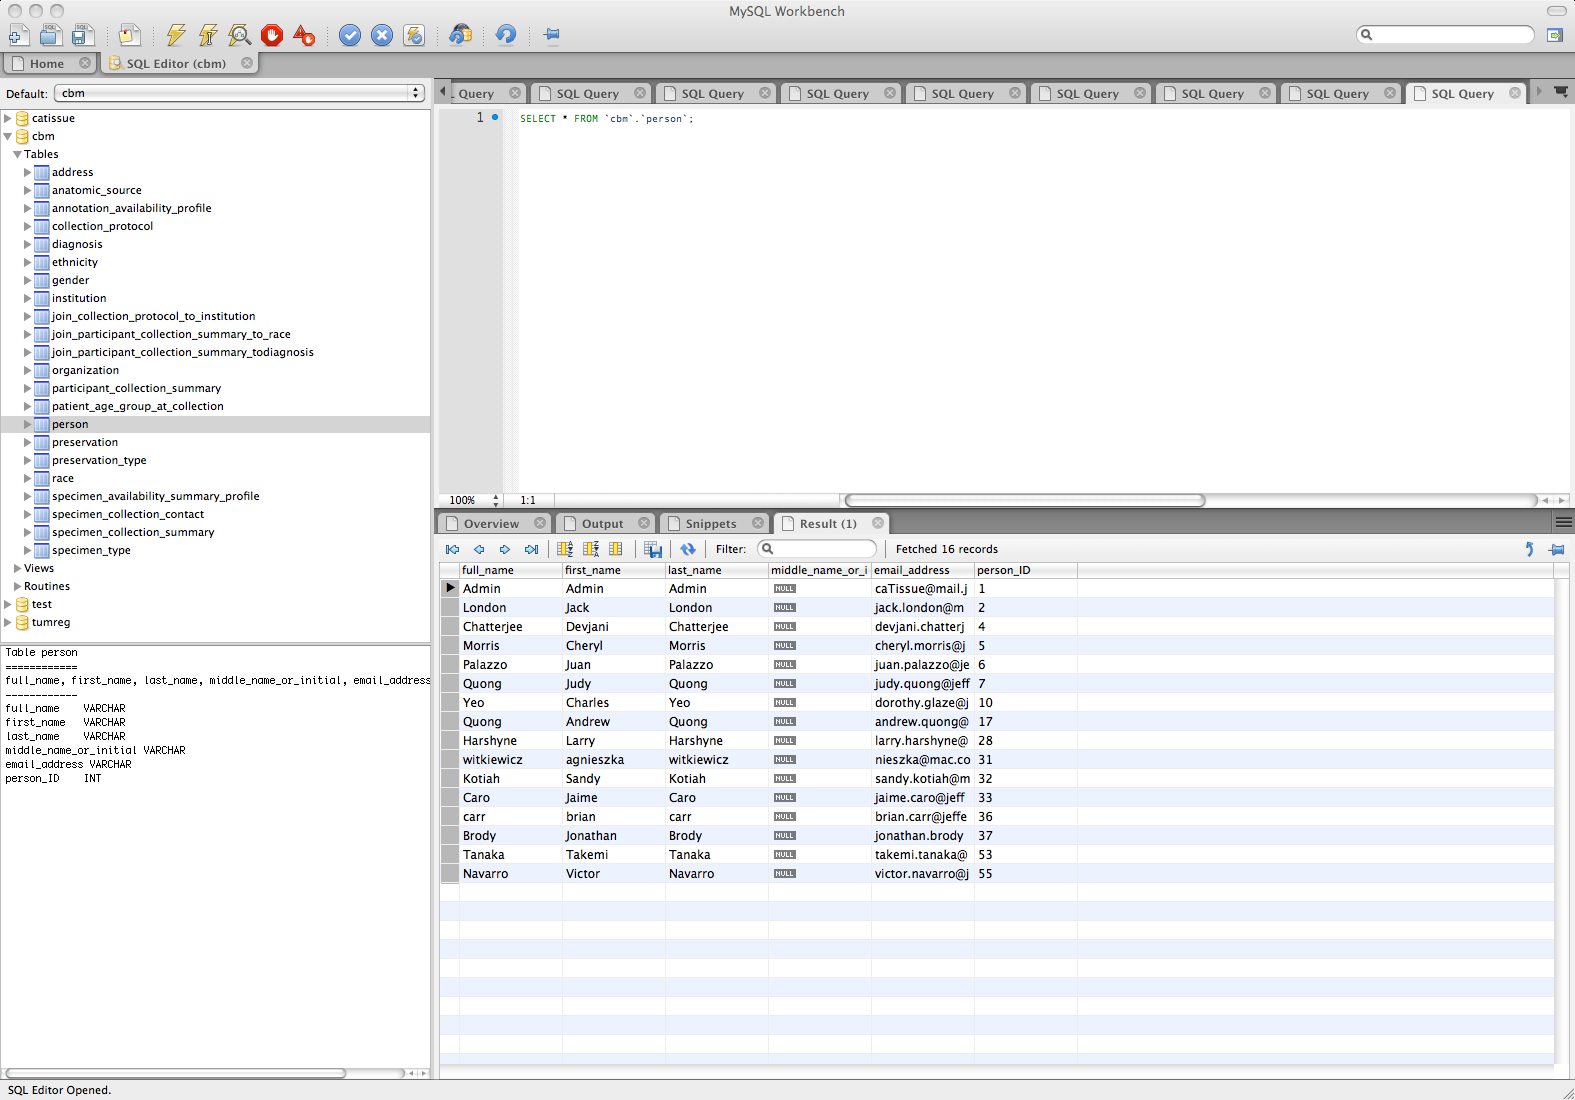 MySQL Workbench
Home
SQL Editor (cbm)
Default: cbm
catissue
cbm
Tables
address
anatomic_source
annotation_availability_profile
collection_protocol
diagnosis
ethnicity
gender
institution
join_collection_protocol_to_institution
join_participant_collection_summary_to_race
join_participant_collection_summary_todiagnosis
organization
participant_collection_summary
patient_age_group_at_collection
person
preservation
preservation_type
race
specimen_availability_summary_profile
specimen_collection_contact
specimen_collection_summary
specimen_type
Views
Routines
test
tumreg
Table person
============
full_name, first_name, last_name, middle_name_or_initial, email_address
------------
full_name VARCHAR
first_name VARCHAR
last_name VARCHAR
middle_name_or_initial VARCHAR
email_address VARCHAR
person_ID INT
L Query SQL Query SQL Query SQL Query SQL Query SQL Query SQL Query SQL Query SQL Query
1 SELECT * FROM `cbm`.`person`;
100% 1:1
Overview Output Snippets Result (1)
Filter: Fetched 16 records
full_name first_name last_name middle_name_or_i email_address person_ID
Admin Admin Admin NULL caTissue@mail.j 1
London Jack London NULL jack.london@m 2
Chatterjee Devjani Chatterjee NULL devjani.chatterj 4
Morris Cheryl Morris NULL cheryl.morris@j 5
Palazzo Juan Palazzo NULL juan.palazzo@je 6
Quong Judy Quong NULL judy.quong@jeff 7
Yeo Charles Yeo NULL dorothy.glaze@j 10
Quong Andrew Quong NULL andrew.quong@ 17
Harshyne Larry Harshyne NULL larry.harshyne@ 28
witkiewicz agnieszka witkiewicz NULL nieszka@mac.co 31
Kotiah Sandy Kotiah NULL sandy.kotiah@m 32
Caro Jaime Caro NULL jaime.caro@jeff 33
carr brian carr NULL brian.carr@jeffe 36
Brody Jonathan Brody NULL jonathan.brody 37
Tanaka Takemi Tanaka NULL takemi.tanaka@ 53
Navarro Victor Navarro NULL victor.navarro@j 55
SQL Editor Opened.